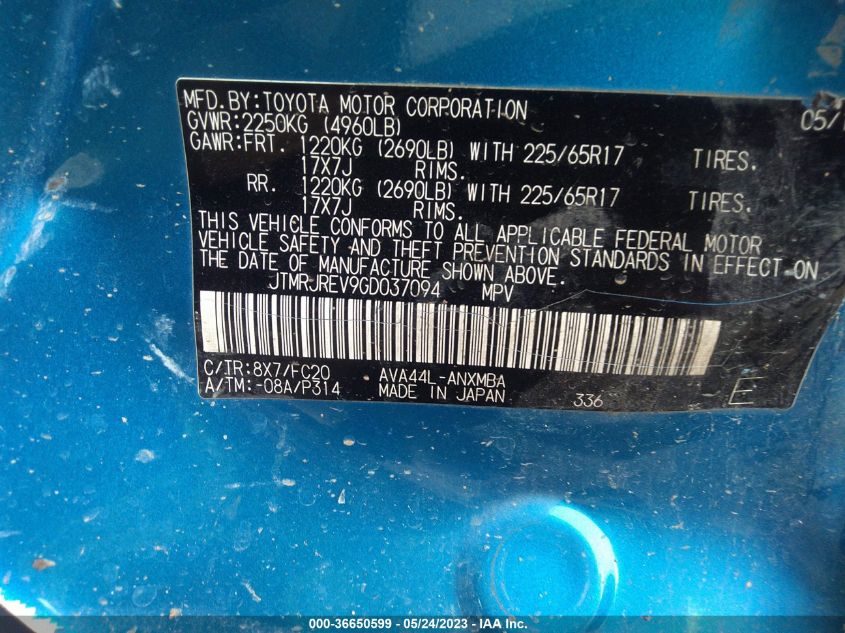 MFD.BY:TOYOTA MOTOR CORPORATION 05/1
GVWR:2250KG (4960LB)
GAWR:FRT. 1220KG (2690LB) WITH 225/65R17 TIRES.
17X7J RIMS.
RR. 1220KG (2690LB) WITH 225/65R17 TIRES.
17X7J RIMS.
THIS VEHICLE CONFORMS TO ALL APPLICABLE FEDERAL MOTOR
VEHICLE SAFETY AND THEFT PREVENTION STANDARDS IN EFFECT ON
THE DATE OF MANUFACTURE SHOWN ABOVE.
JTMRJREV9GD037094 MPV
C/TR:8X7/FC20 AVA44L-ANXMBA
A/TM:-08A/P314 MADE IN JAPAN 336 E
000-36650599 / 05/24/2023 - IAA Inc.